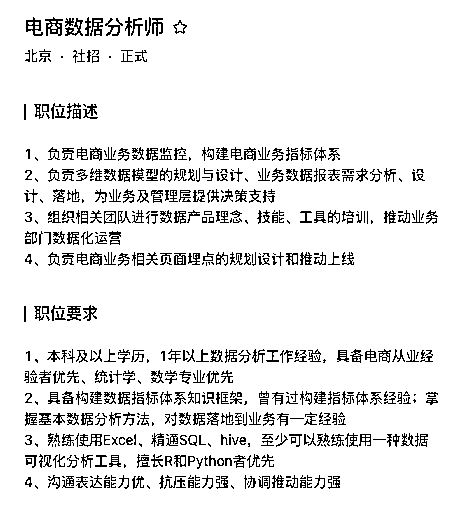 电商数据分析师 ☆
北京 · 社招 · 正式
| 职位描述
1、负责电商业务数据监控，构建电商业务指标体系
2、负责多维数据模型的规划与设计、业务数据报表需求分析、设
计、落地，为业务及管理层提供决策支持
3、组织相关团队进行数据产品理念、技能、工具的培训，推动业务
部门数据化运营
4、负责电商业务相关页面埋点的规划设计和推动上线
| 职位要求
1、本科及以上学历，1年以上数据分析工作经验，具备电商从业经
验者优先、统计学、数学专业优先
2、具备构建数据指标体系知识框架，曾有过构建指标体系经验；掌
握基本数据分析方法，对数据落地到业务有一定经验
3、熟练使用Excel、精通SQL、hive，至少可以熟练使用一种数据
可视化分析工具，擅长R和Python者优先
4、沟通表达能力优、抗压能力强、协调推动能力强